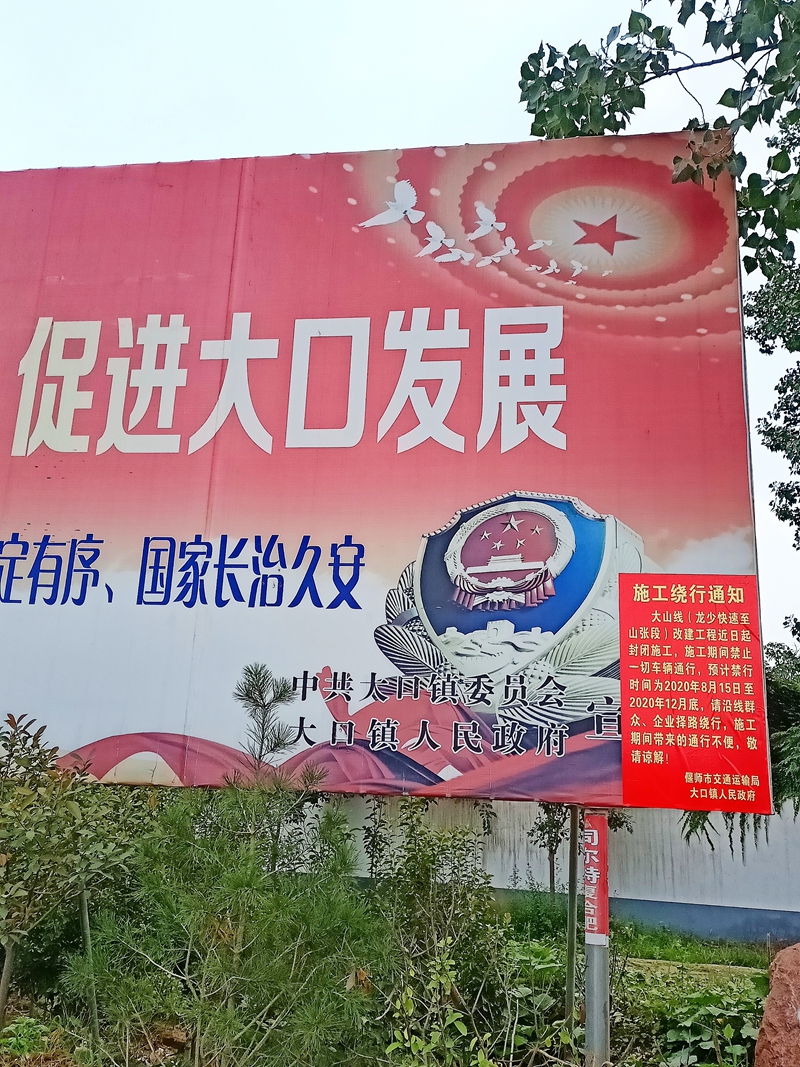 促进大口发展
定有序、国家长治久安
中共大口镇委员会
大口镇人民政府
宣
施工绕行通知
大山线（龙少快速至
山张段）改建工程近日起
封闭施工，施工期间禁止
一切车辆通行，预计禁行
时间为2020年8月15日至
2020年12月底，请沿线群
众、企业择路绕行，施工
期间带来的通行不便，敬
请谅解！
偃师市交通运输局
大口镇人民政府
司尔特复合肥